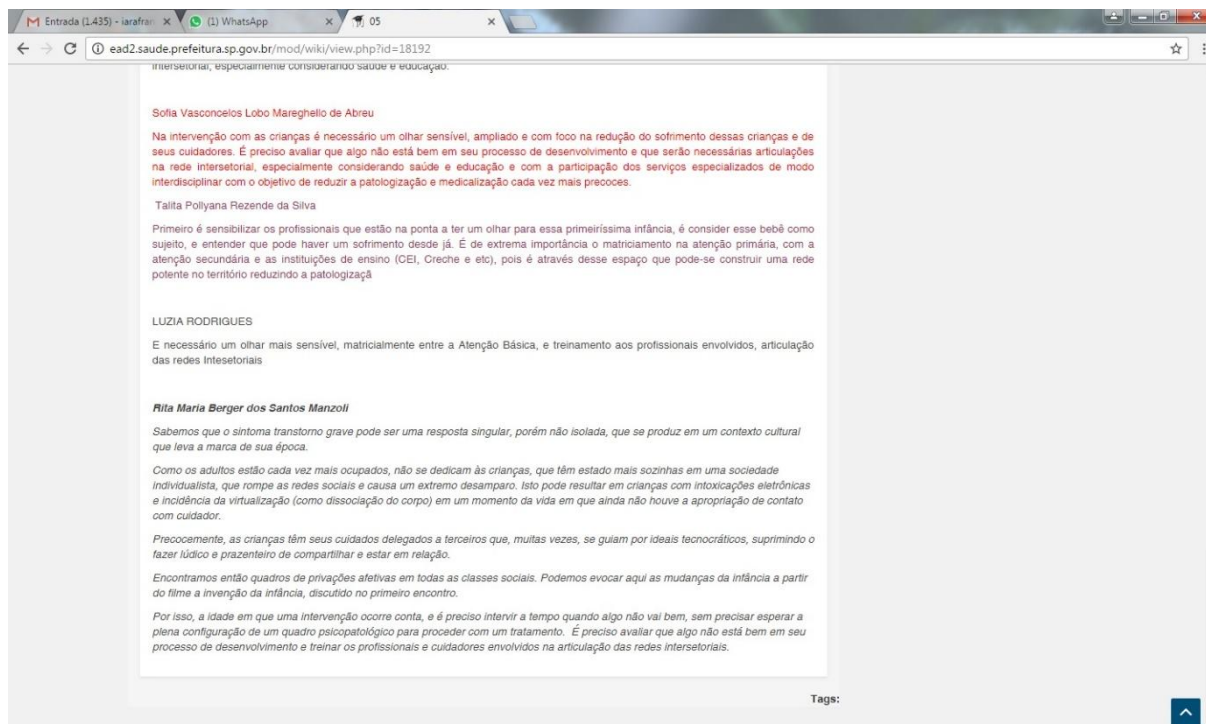 Entrada (1.435) - iarafran
(1) WhatsApp
05
ead2.saude.prefeitura.sp.gov.br/mod/wiki/view.php?id=18192
intersetorial, especialmente considerando saúde e educação.
Sofia Vasconcelos Lobo Mareghello de Abreu
Na intervenção com as crianças é necessário um olhar sensível, ampliado e com foco na redução do sofrimento dessas crianças e de
seus cuidadores. É preciso avaliar que algo não está bem em seu processo de desenvolvimento e que serão necessárias articulações
na rede intersetorial, especialmente considerando saúde e educação e com a participação dos serviços especializados de modo
interdisciplinar com o objetivo de reduzir a patologização e medicalização cada vez mais precoces.
Talita Pollyana Rezende da Silva
Primeiro é sensibilizar os profissionais que estão na ponta a ter um olhar para essa primeiríssima infância, é consider esse bebê como
sujeito, e entender que pode haver um sofrimento desde já. É de extrema importância o matriciamento na atenção primária, com a
atenção secundária e as instituições de ensino (CEI, Creche e etc), pois é através desse espaço que pode-se construir uma rede
potente no território reduzindo a patologizaçã
LUZIA RODRIGUES
E necessário um olhar mais sensível, matricialmente entre a Atenção Básica, e treinamento aos profissionais envolvidos, articulação
das redes Intesetoriais
Rita Maria Berger dos Santos Manzoli
Sabemos que o sintoma transtorno grave pode ser uma resposta singular, porém não isolada, que se produz em um contexto cultural
que leva a marca de sua época.
Como os adultos estão cada vez mais ocupados, não se dedicam às crianças, que têm estado mais sozinhas em uma sociedade
individualista, que rompe as redes sociais e causa um extremo desamparo. Isto pode resultar em crianças com intoxicações eletrônicas
e incidência da virtualização (como dissociação do corpo) em um momento da vida em que ainda não houve a apropriação de contato
com cuidador.
Precocemente, as crianças têm seus cuidados delegados a terceiros que, muitas vezes, se guiam por ideais tecnocráticos, suprimindo o
fazer lúdico e prazenteiro de compartilhar e estar em relação.
Encontramos então quadros de privações afetivas em todas as classes sociais. Podemos evocar aqui as mudanças da infância a partir
do filme a invenção da infância, discutido no primeiro encontro.
Por isso, a idade em que uma intervenção ocorre conta, e é preciso intervir a tempo quando algo não vai bem, sem precisar esperar a
plena configuração de um quadro psicopatológico para proceder com um tratamento. É preciso avaliar que algo não está bem em seu
processo de desenvolvimento e treinar os profissionais e cuidadores envolvidos na articulação das redes intersetoriais.
Tags: